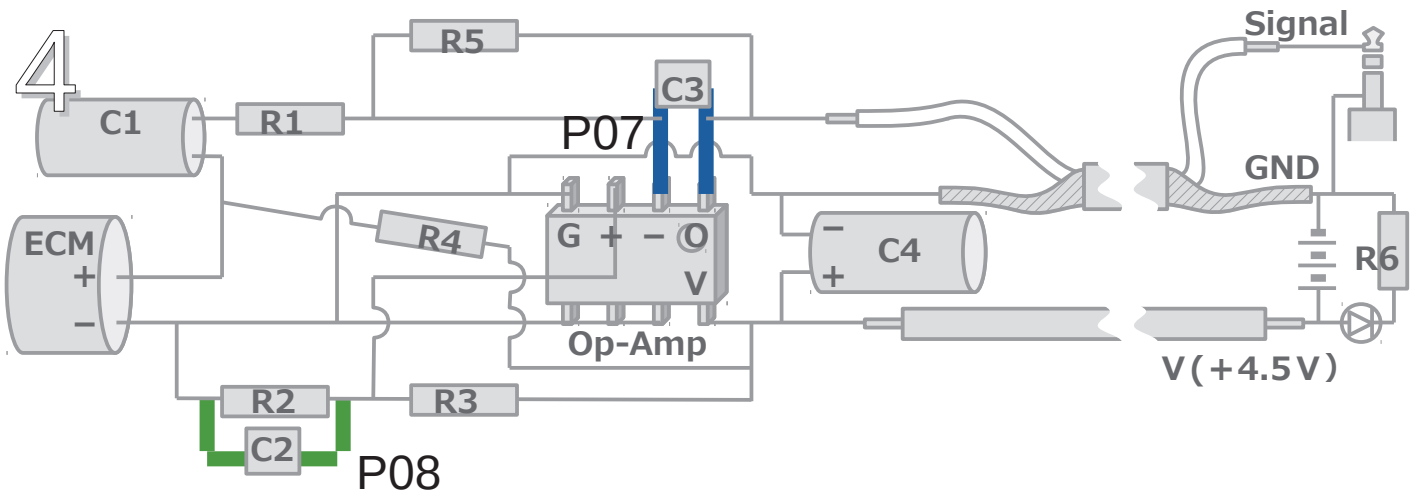 4
Signal
R5
C3
C1
R1
P07
GND
ECM
+
−
R4
G + − O
V
−
+
C4
R6
Op-Amp
V(+4.5V)
R2
R3
C2
P08